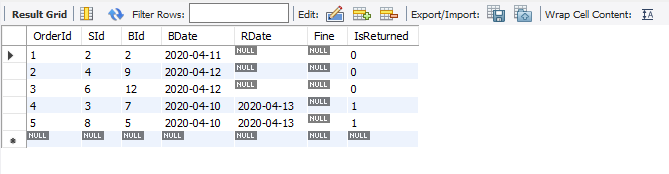 Result Grid Filter Rows: Edit: Export/Import: Wrap Cell Content:
OrderId SId BId BDate RDate Fine IsReturned
1 2 2 2020-04-11 NULL NULL 0
2 4 9 2020-04-12 NULL NULL 0
3 6 12 2020-04-12 NULL NULL 0
4 3 7 2020-04-10 2020-04-13 NULL 1
5 8 5 2020-04-10 2020-04-13 NULL 1
NULL NULL NULL NULL NULL NULL NULL